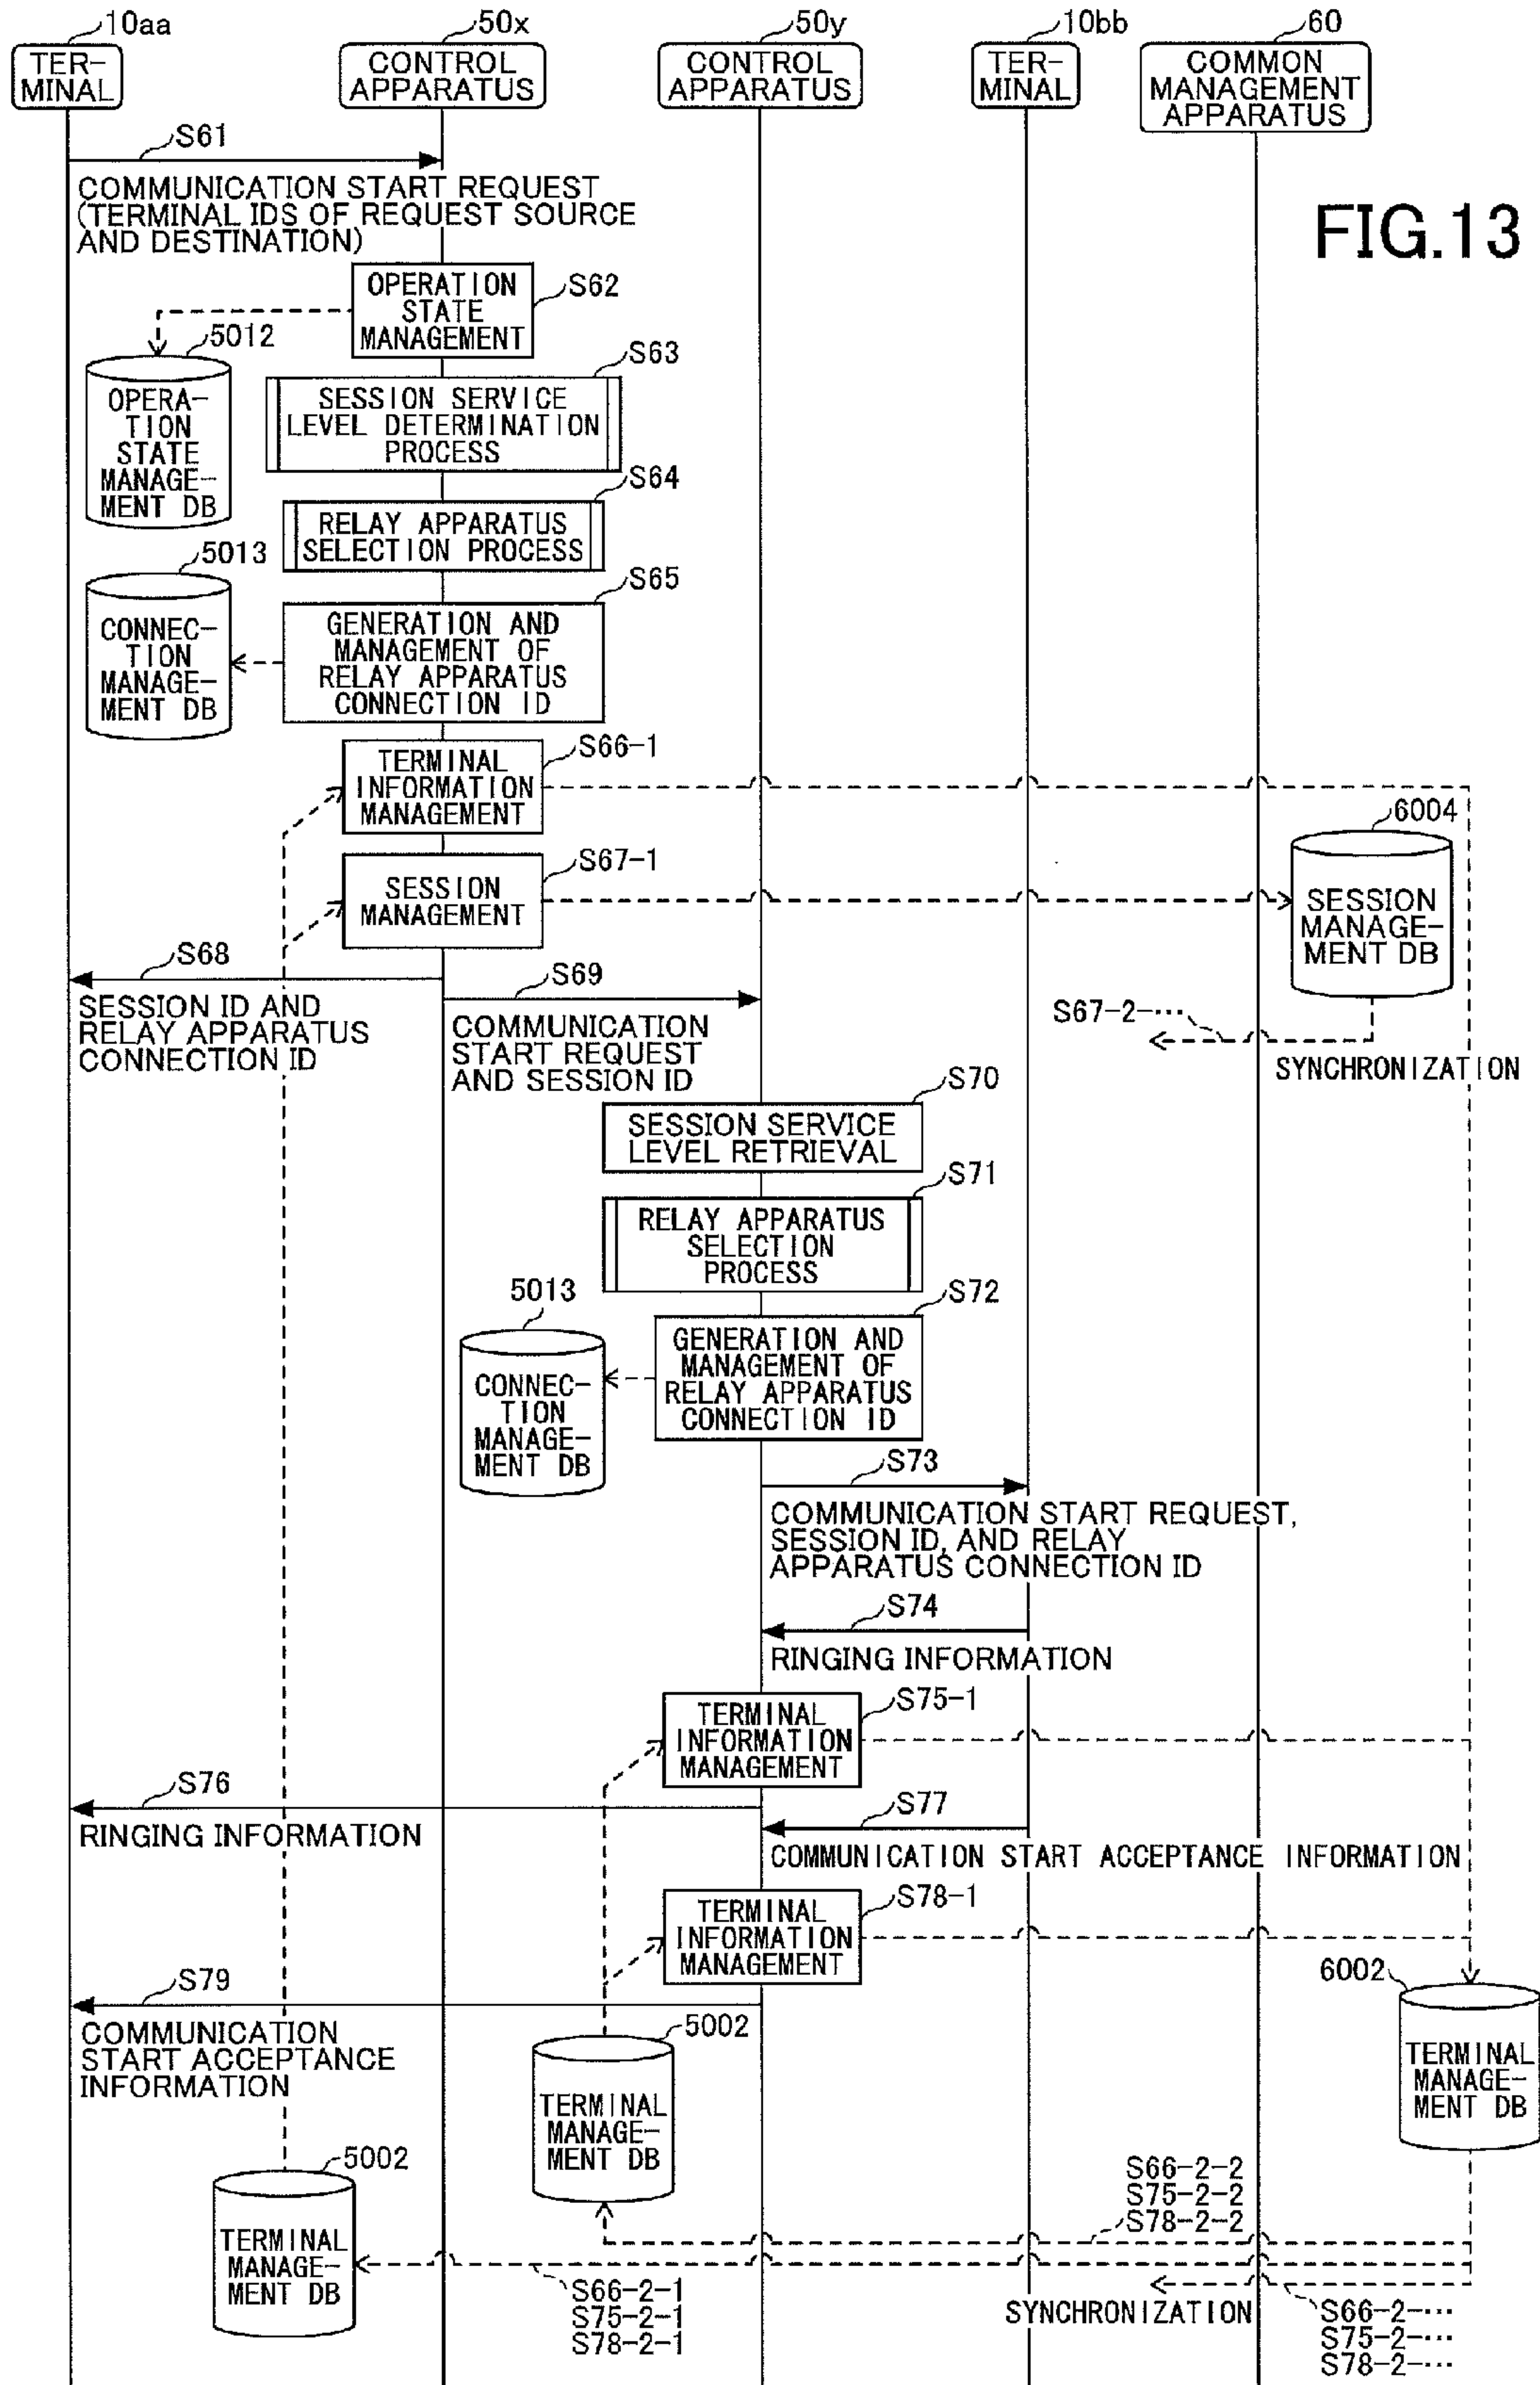 10aa
50x
50y
10bb
60
TER-
MINAL
CONTROL
APPARATUS
CONTROL
APPARATUS
TER-
MINAL
COMMON
MANAGEMENT
APPARATUS
FIG.13
S61
COMMUNICATION START REQUEST
(TERMINAL IDS OF REQUEST SOURCE
AND DESTINATION)
OPERATION
STATE
MANAGEMENT
S62
5012
OPERA-
TION
STATE
MANAGE-
MENT DB
S63
SESSION SERVICE
LEVEL DETERMINATION
PROCESS
S64
RELAY APPARATUS
SELECTION PROCESS
5013
CONNEC-
TION
MANAGE-
MENT DB
S65
GENERATION AND
MANAGEMENT OF
RELAY APPARATUS
CONNECTION ID
S66-1
TERMINAL
INFORMATION
MANAGEMENT
S67-1
SESSION
MANAGEMENT
6004
SESSION
MANAGE-
MENT DB
S67-2-…
SYNCHRONIZATION
S68
SESSION ID AND
RELAY APPARATUS
CONNECTION ID
S69
COMMUNICATION
START REQUEST
AND SESSION ID
S70
SESSION SERVICE
LEVEL RETRIEVAL
S71
RELAY APPARATUS
SELECTION
PROCESS
5013
CONNEC-
TION
MANAGE-
MENT DB
S72
GENERATION AND
MANAGEMENT OF
RELAY APPARATUS
CONNECTION ID
S73
COMMUNICATION START REQUEST,
SESSION ID, AND RELAY
APPARATUS CONNECTION ID
S74
RINGING INFORMATION
S75-1
TERMINAL
INFORMATION
MANAGEMENT
S76
RINGING INFORMATION
S77
COMMUNICATION START ACCEPTANCE INFORMATION
S78-1
TERMINAL
INFORMATION
MANAGEMENT
S79
COMMUNICATION
START ACCEPTANCE
INFORMATION
5002
TERMINAL
MANAGE-
MENT DB
6002
TERMINAL
MANAGE-
MENT DB
5002
TERMINAL
MANAGE-
MENT DB
S66-2-2
S75-2-2
S78-2-2
S66-2-1
S75-2-1
S78-2-1
SYNCHRONIZATION
S66-2-…
S75-2-…
S78-2-…